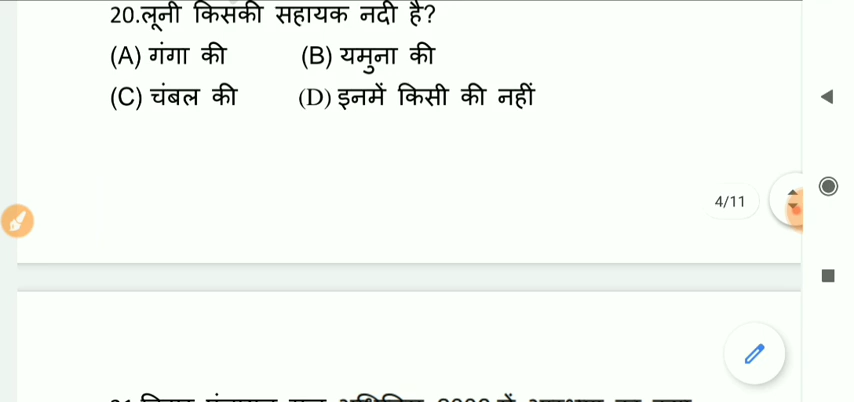 20.लूनी किसकी सहायक नदी है?
(A) गंगा की (B) यमुना की
(C) चंबल की (D) इनमें किसी की नहीं
4/11